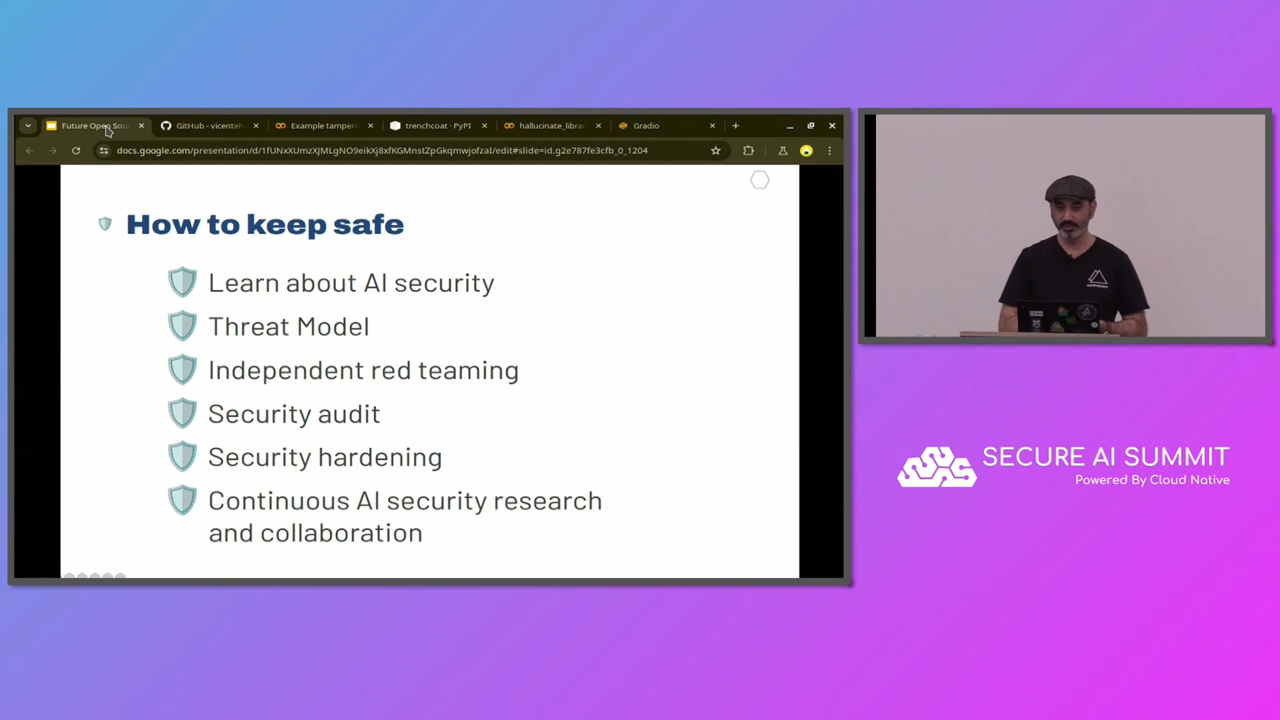 Future Open Sou
GitHub - vicenteh
Example tamper
trenchcoat · PyPI
hallucinate_libra
Gradio
docs.google.com/presentation/d/1fUNxXUmzXJMLgNO9eikXj8xfKGMnstZpGkqmwjofzaI/edit#slide=id.g2e787fe3cfb_0_1204
How to keep safe
Learn about AI security
Threat Model
Independent red teaming
Security audit
Security hardening
Continuous AI security research
and collaboration
SECURE AI SUMMIT
Powered By Cloud Native